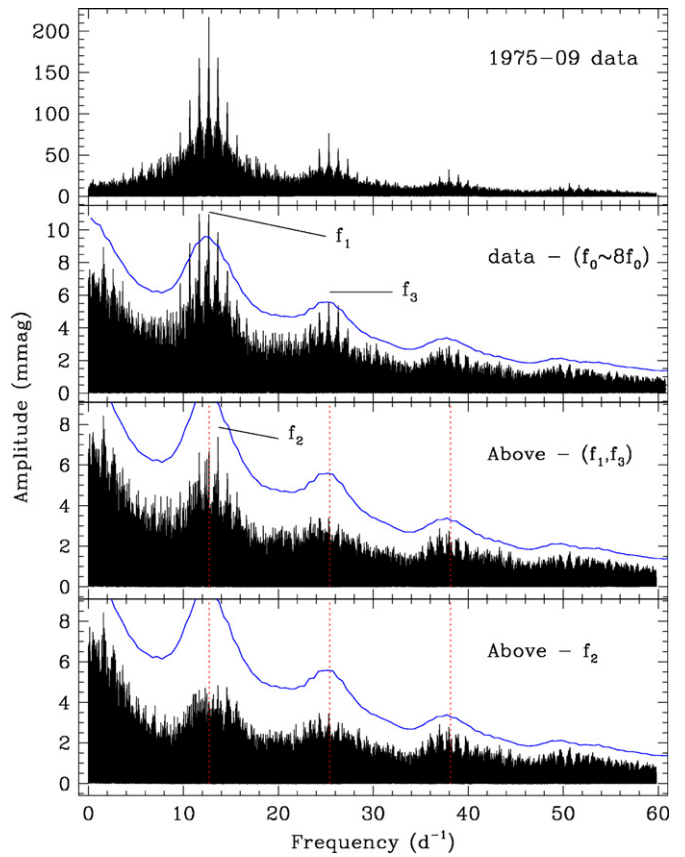 Amplitude (mmag)
200
150
100
50
0
1975-09 data
10
8
6
4
2
0
f₁
f₃
data - (f₀~8f₀)
8
6
4
2
0
f₂
Above - (f₁,f₃)
8
6
4
2
0
Above - f₂
0 10 20 30 40 50 60
Frequency (d⁻¹)